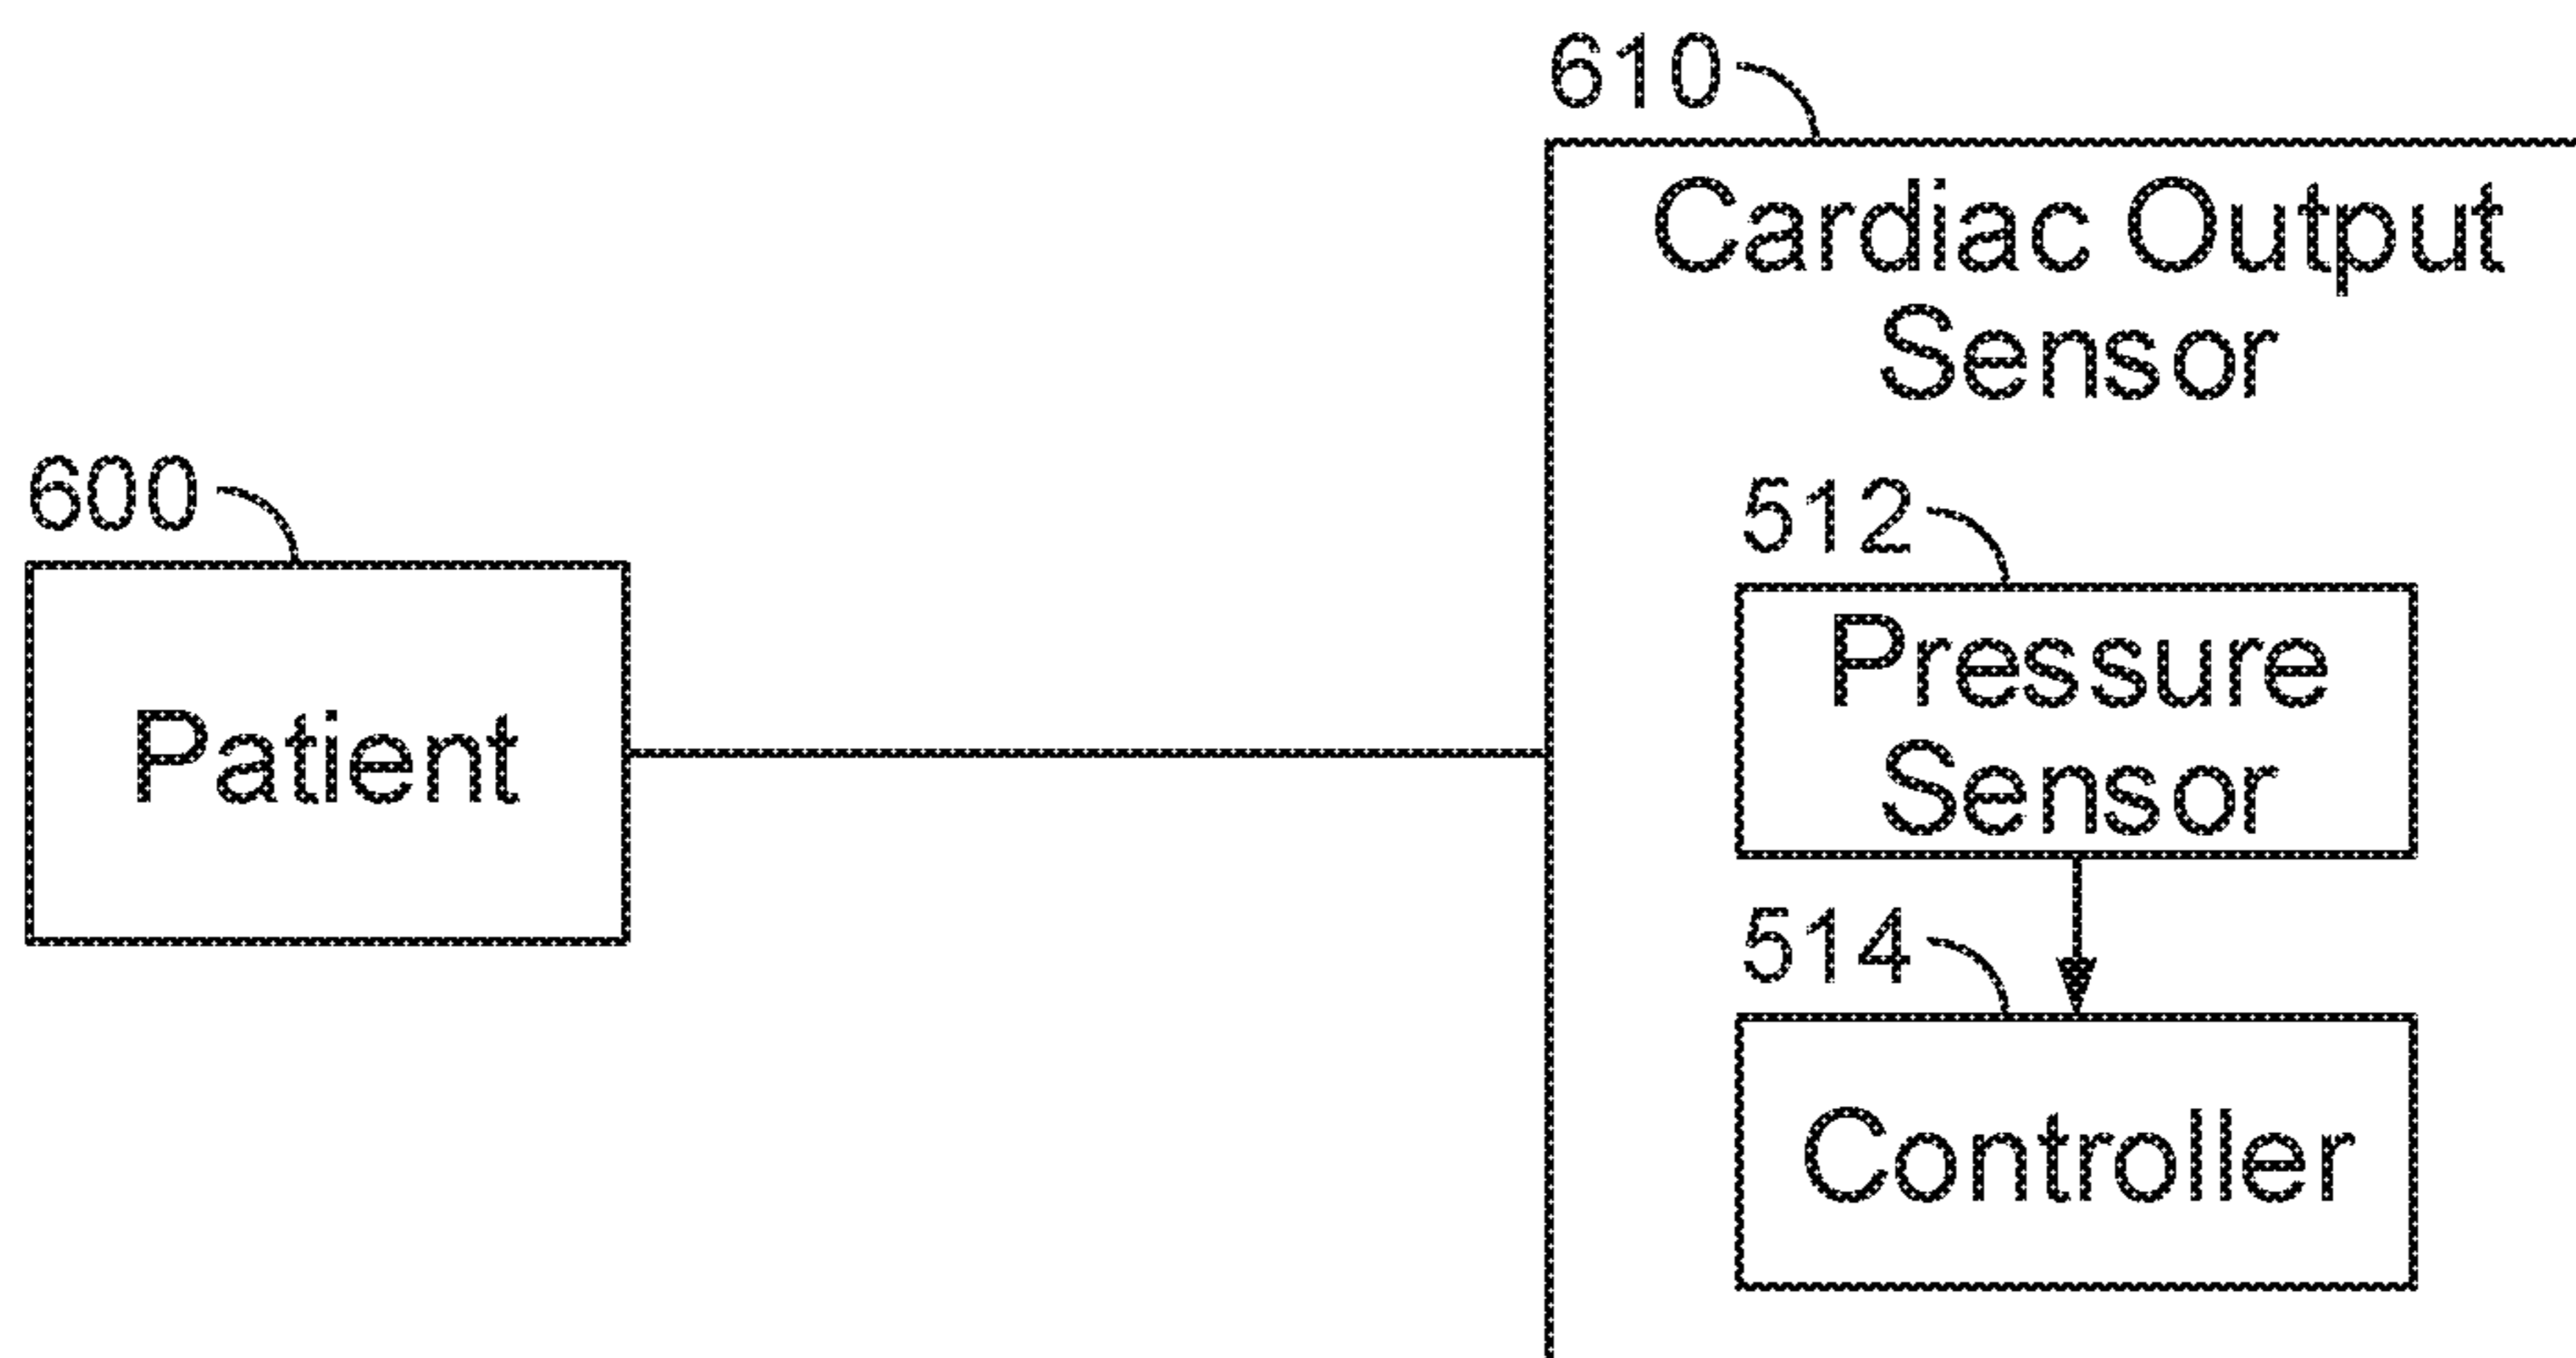 610
Cardiac Output
Sensor
600
Patient
512
Pressure
Sensor
514
Controller